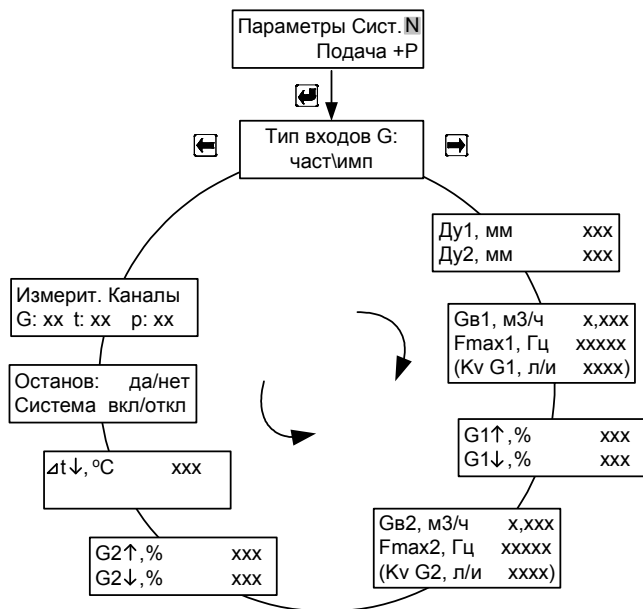 Параметры Сист. N
Подача +P
Тип входов G:
част\имп
Ду1, мм xxx
Ду2, мм xxx
Gв1, м3/ч x,xxx
Fmax1, Гц xxxxx
(Kv G1, л/и xxxx)
G1↑,% xxx
G1↓,% xxx
Gв2, м3/ч x,xxx
Fmax2, Гц xxxxx
(Kv G2, л/и xxxx)
G2↑,% xxx
G2↓,% xxx
⊿t↓, ºC xxx
Останов: да/нет
Система вкл/откл
Измерит. Каналы
G: xx t: xx p: xx